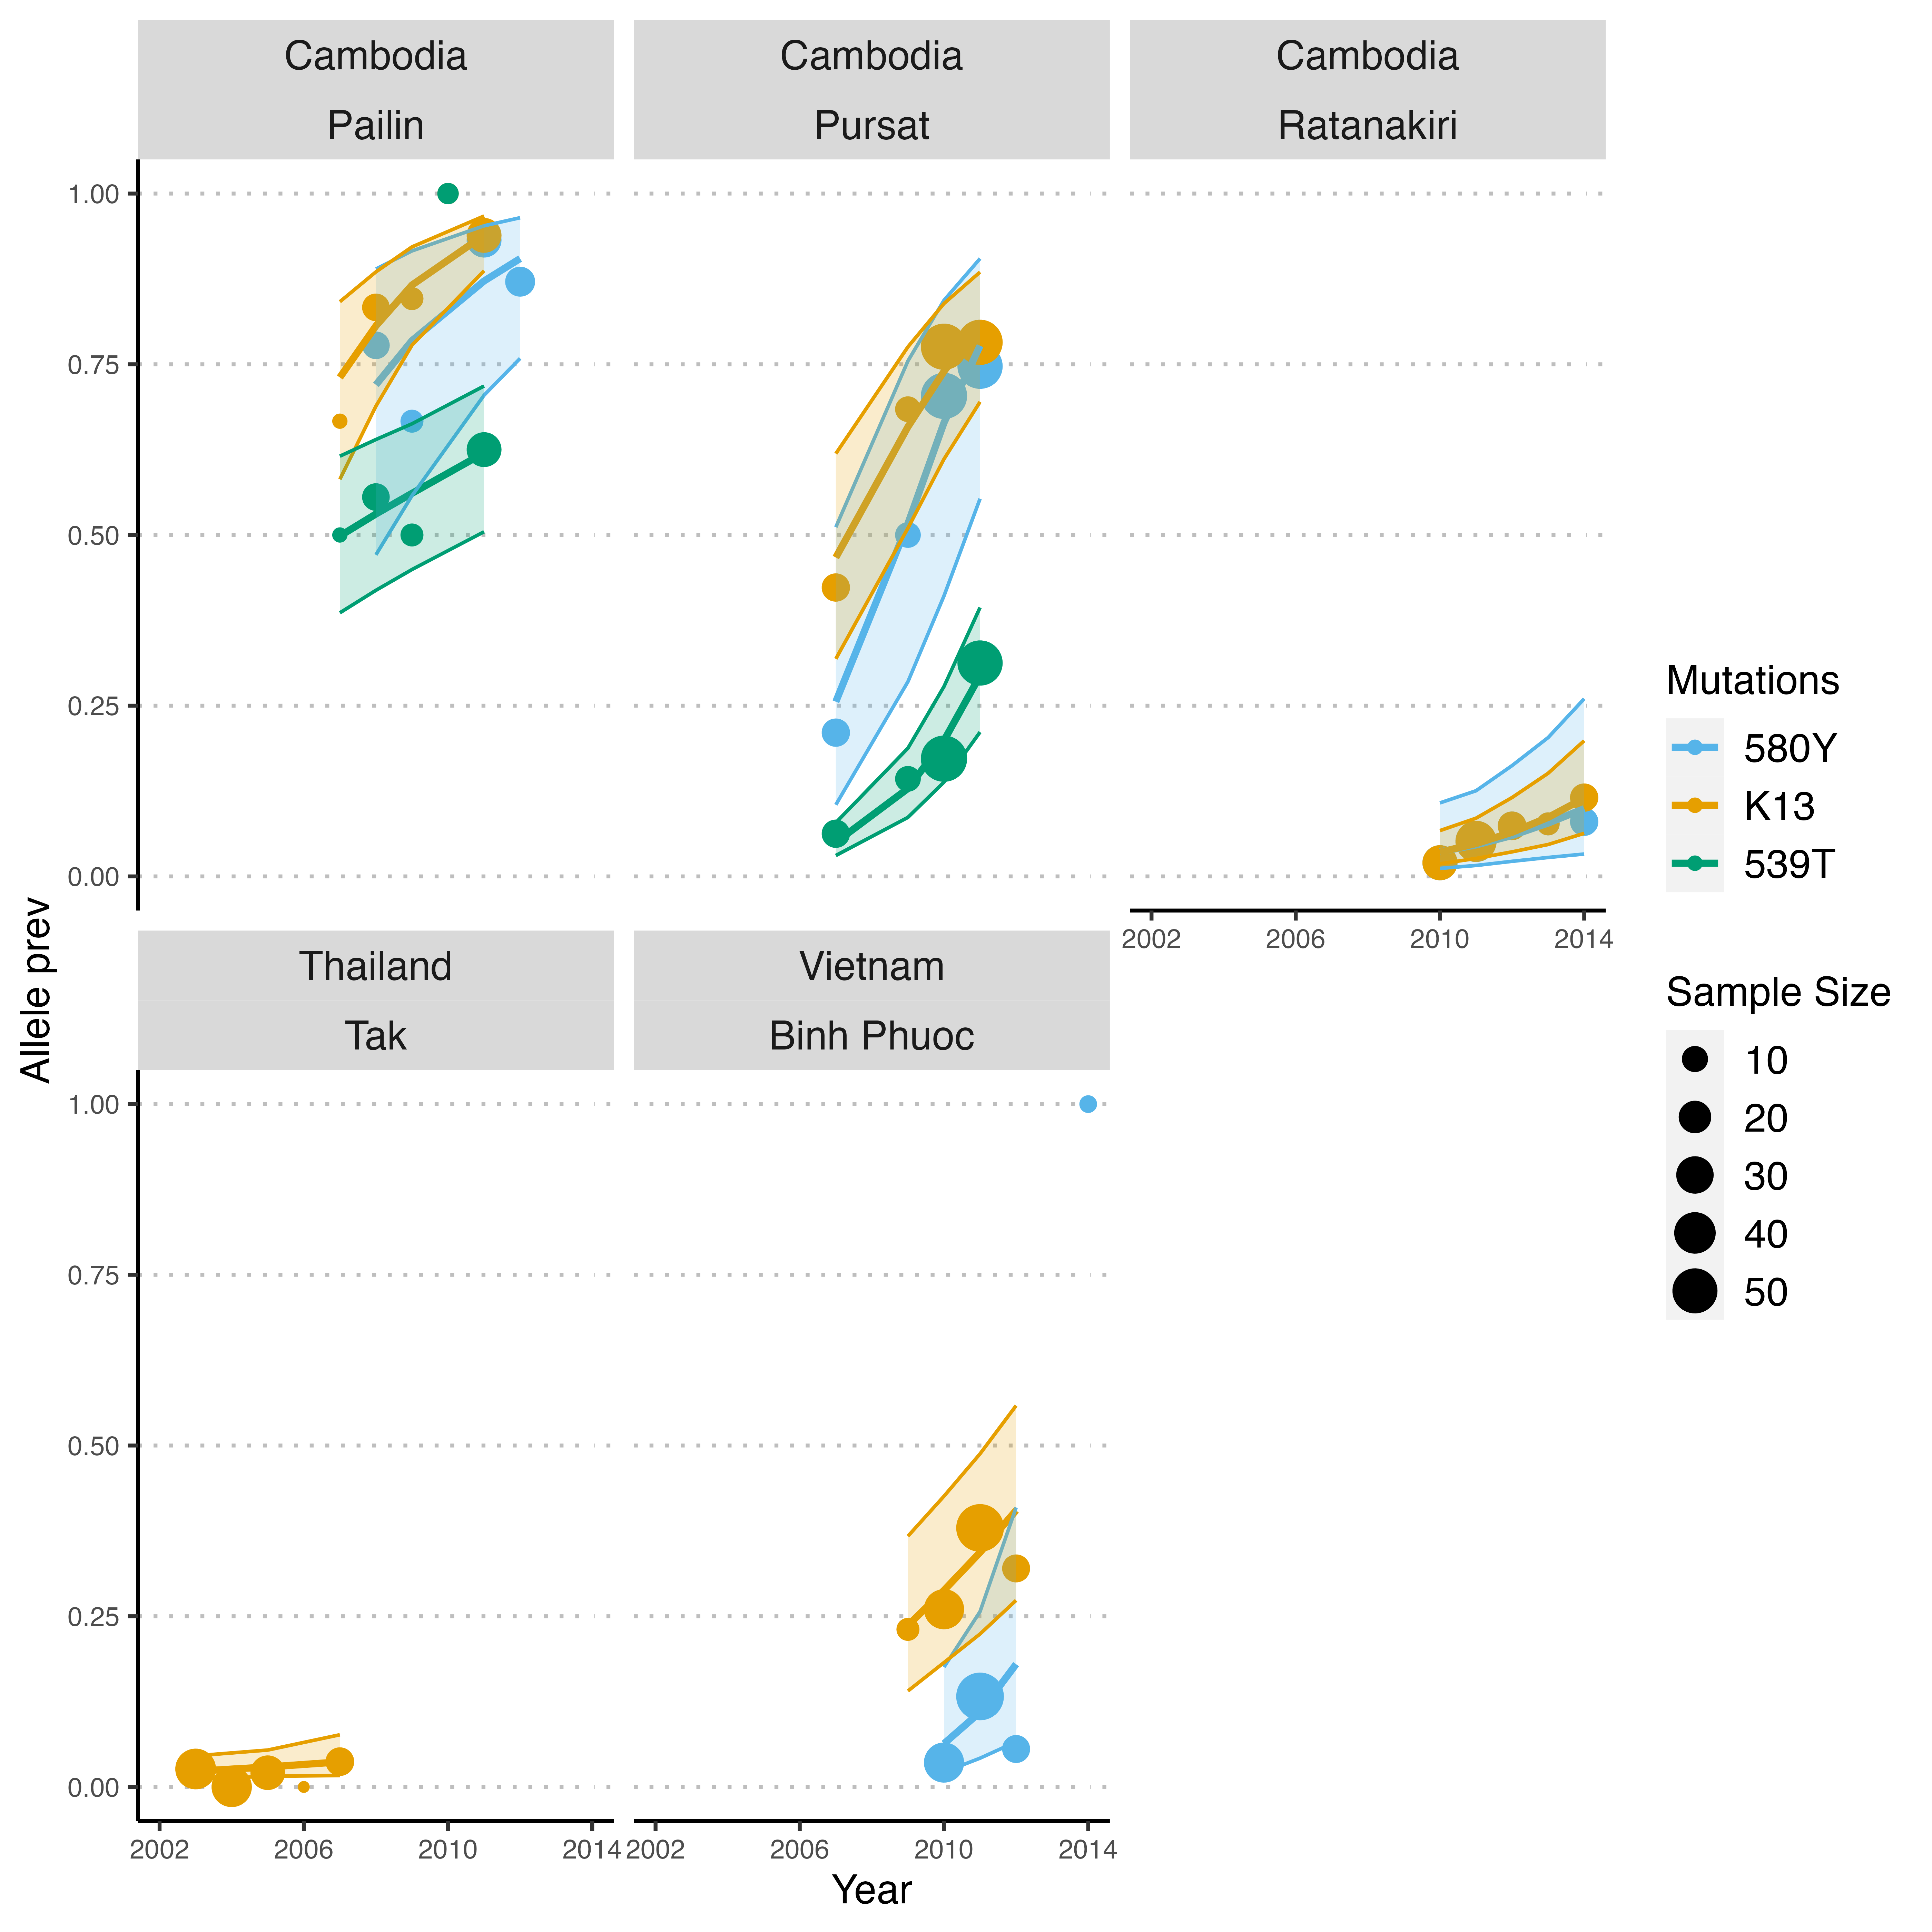 Cambodia
Pailin
Cambodia
Pursat
Cambodia
Ratanakiri
1.00
0.75
0.50
0.25
0.00
2002 2006 2010 2014
Thailand
Tak
Vietnam
Binh Phuoc
1.00
0.75
0.50
0.25
0.00
2002 2006 2010 2014
2002 2006 2010 2014
Allele prev
Year
Mutations
580Y
K13
539T
Sample Size
10
20
30
40
50